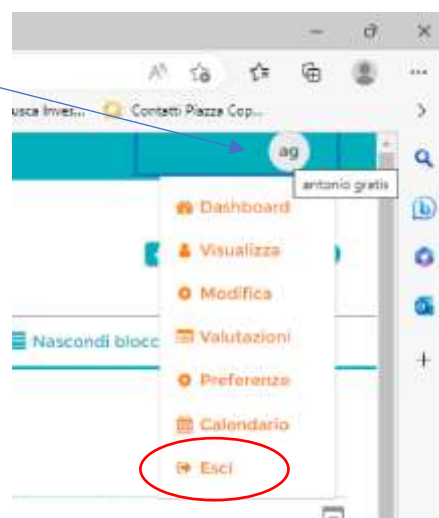 usca Inves... Contatti Piazza Cop...
ag
antonio gratis
Dashboard
Visualizza
Modifica
Nascondi blocc
Valutazioni
Preferenze
Calendario
Esci